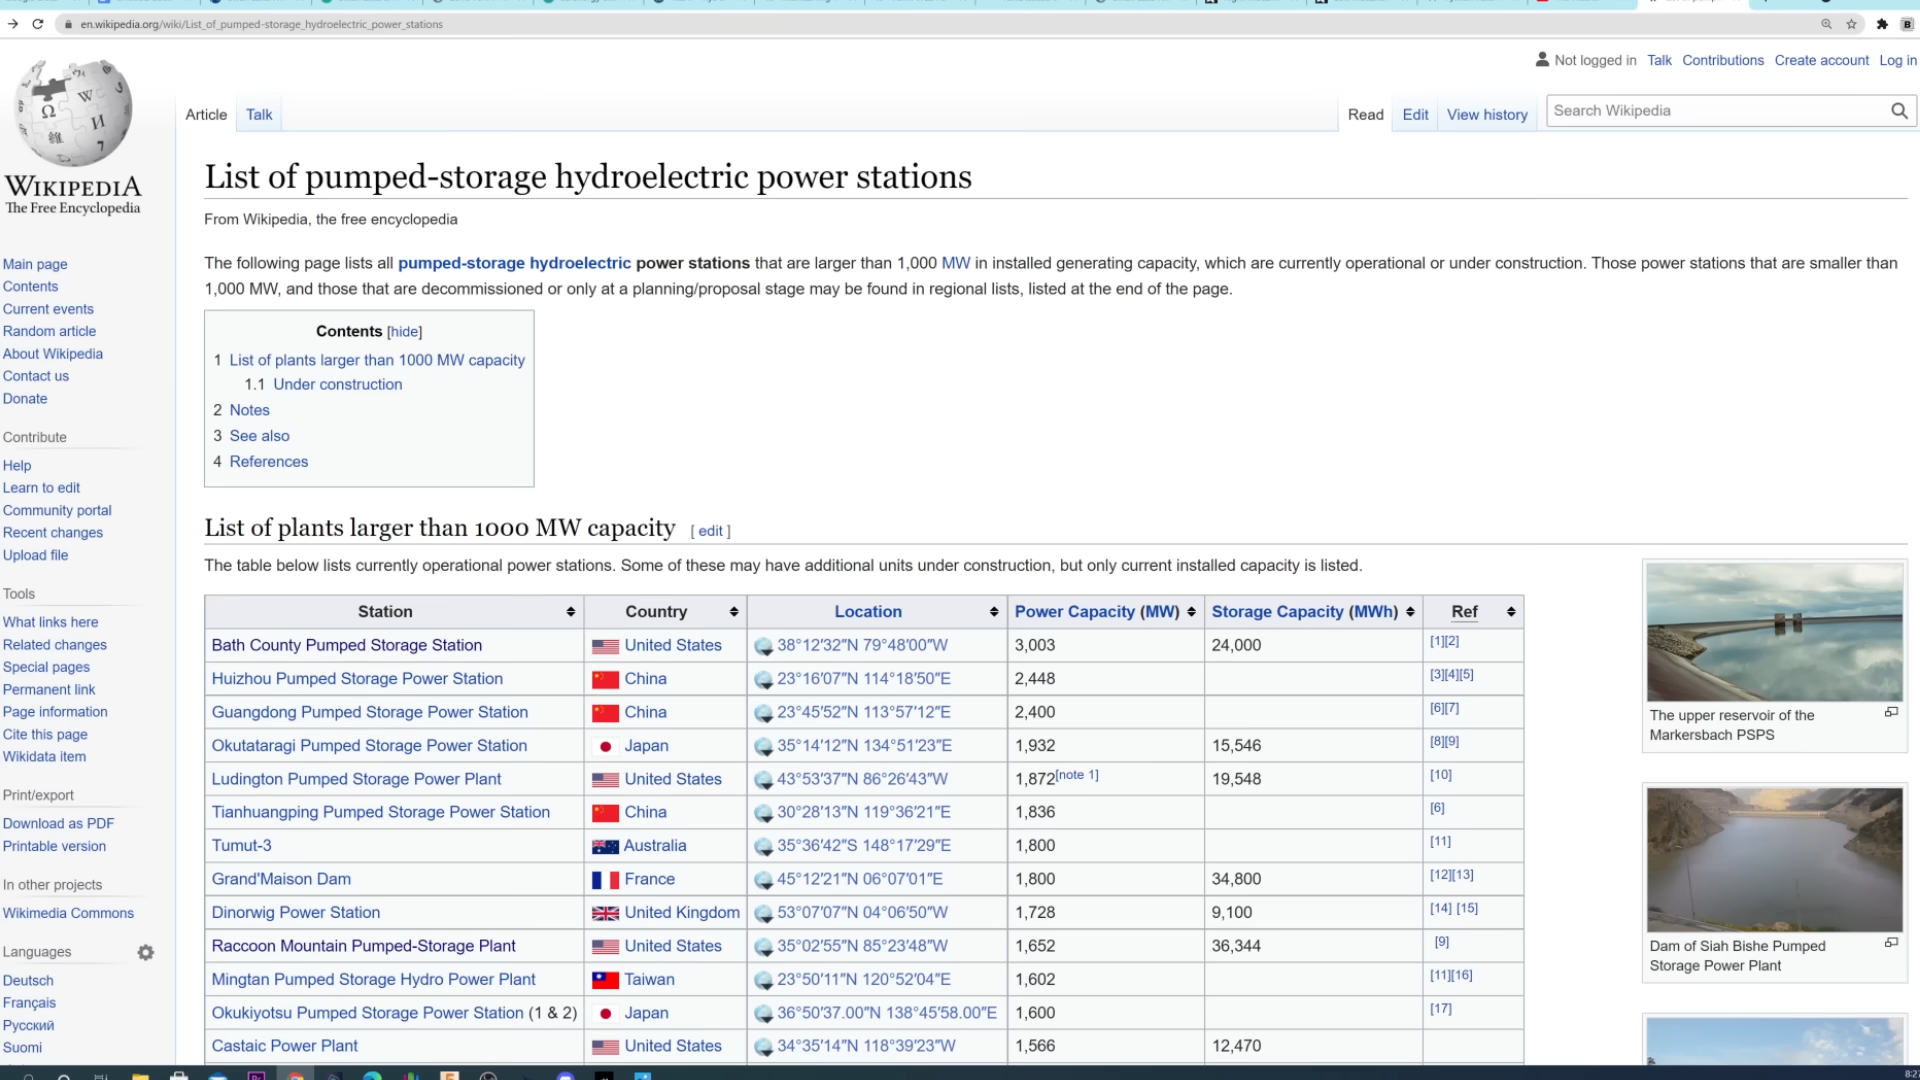 en.wikipedia.org/wiki/List_of_pumped-storage_hydroelectric_power_stations
Not logged in Talk Contributions Create account Log in
Article Talk Read Edit View history Search Wikipedia
WIKIPEDIA
The Free Encyclopedia
Main page
Contents
Current events
Random article
About Wikipedia
Contact us
Donate
Contribute
Help
Learn to edit
Community portal
Recent changes
Upload file
Tools
What links here
Related changes
Special pages
Permanent link
Page information
Cite this page
Wikidata item
Print/export
Download as PDF
Printable version
In other projects
Wikimedia Commons
Languages
Deutsch
Français
Русский
Suomi
List of pumped-storage hydroelectric power stations
From Wikipedia, the free encyclopedia
The following page lists all pumped-storage hydroelectric power stations that are larger than 1,000 MW in installed generating capacity, which are currently operational or under construction. Those power stations that are smaller than
1,000 MW, and those that are decommissioned or only at a planning/proposal stage may be found in regional lists, listed at the end of the page.
Contents [hide]
1 List of plants larger than 1000 MW capacity
1.1 Under construction
2 Notes
3 See also
4 References
List of plants larger than 1000 MW capacity [ edit ]
The table below lists currently operational power stations. Some of these may have additional units under construction, but only current installed capacity is listed.
Station Country Location Power Capacity (MW) Storage Capacity (MWh) Ref
Bath County Pumped Storage Station United States 38°12′32″N 79°48′00″W 3,003 24,000 [1][2]
Huizhou Pumped Storage Power Station China 23°16′07″N 114°18′50″E 2,448 [3][4][5]
Guangdong Pumped Storage Power Station China 23°45′52″N 113°57′12″E 2,400 [6][7]
Okutataragi Pumped Storage Power Station Japan 35°14′12″N 134°51′23″E 1,932 15,546 [8][9]
Ludington Pumped Storage Power Plant United States 43°53′37″N 86°26′43″W 1,872[note 1] 19,548 [10]
Tianhuangping Pumped Storage Power Station China 30°28′13″N 119°36′21″E 1,836 [6]
Tumut-3 Australia 35°36′42″S 148°17′29″E 1,800 [11]
Grand'Maison Dam France 45°12′21″N 06°07′01″E 1,800 34,800 [12][13]
Dinorwig Power Station United Kingdom 53°07′07″N 04°06′50″W 1,728 9,100 [14] [15]
Raccoon Mountain Pumped-Storage Plant United States 35°02′55″N 85°23′48″W 1,652 36,344 [9]
Mingtan Pumped Storage Hydro Power Plant Taiwan 23°50′11″N 120°52′04″E 1,602 [11][16]
Okukiyotsu Pumped Storage Power Station (1 & 2) Japan 36°50′37.00″N 138°45′58.00″E 1,600 [17]
Castaic Power Plant United States 34°35′14″N 118°39′23″W 1,566 12,470
The upper reservoir of the
Markersbach PSPS
Dam of Siah Bishe Pumped
Storage Power Plant